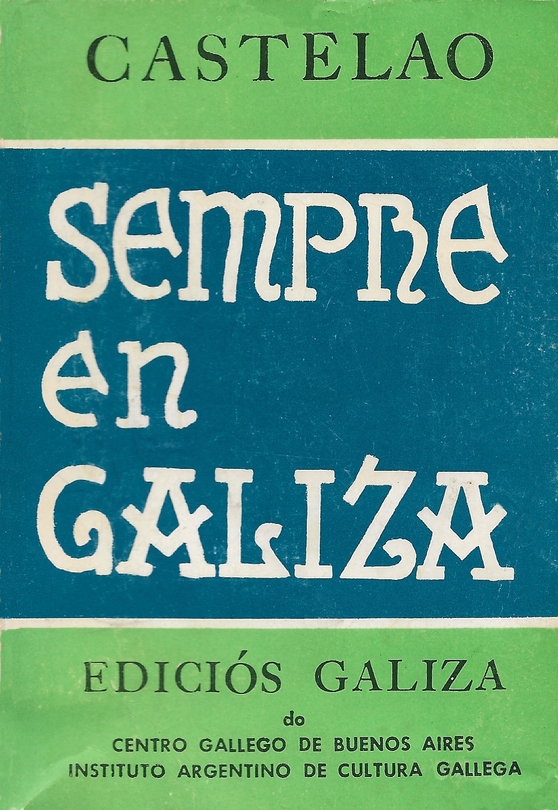 CASTELAO
SEMPRE
en
GALIZA
EDICIÓS GALIZA
do
CENTRO GALLEGO DE BUENOS AIRES
INSTITUTO ARGENTINO DE CULTURA GALLEGA